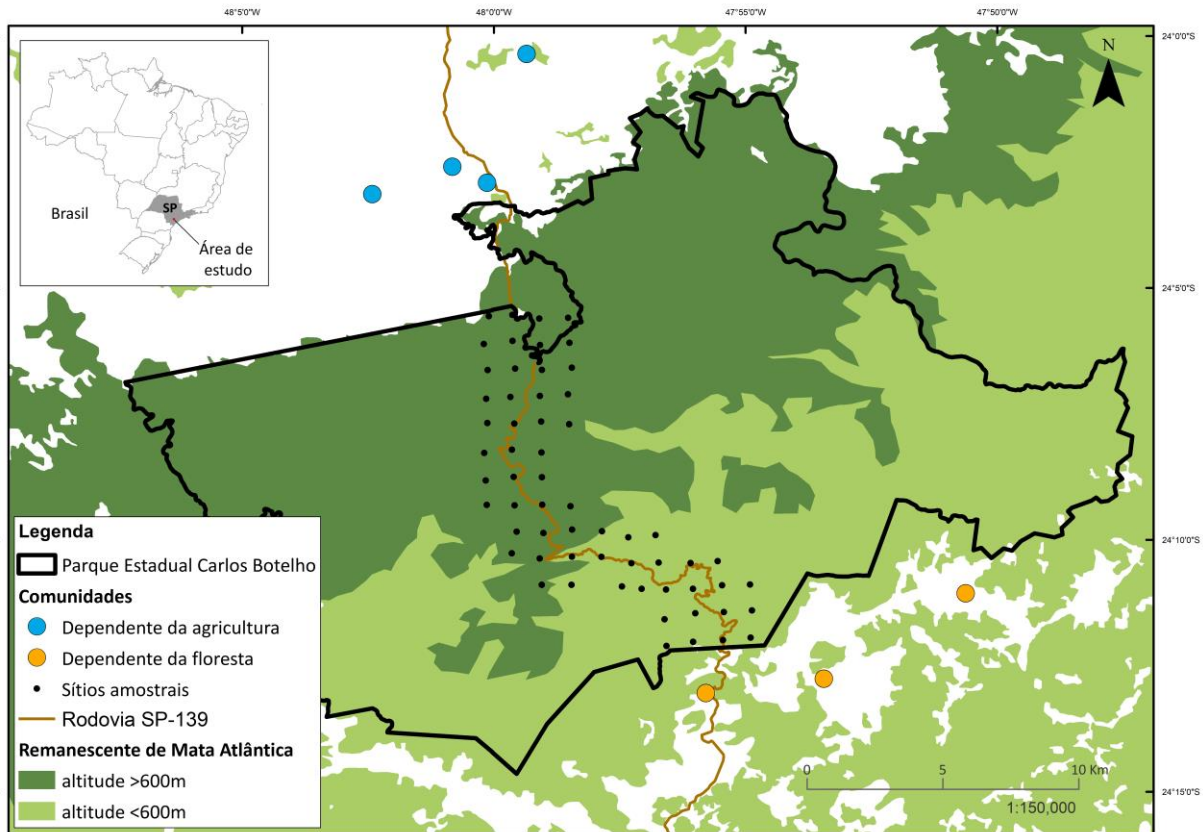 48°5'0"W 48°0'0"W 47°55'0"W 47°50'0"W
24°0'0"S
N
SP
Brasil
Área de
estudo
24°5'0"S
24°10'0"S
Legenda
Parque Estadual Carlos Botelho
Comunidades
Dependente da agricultura
Dependente da floresta
Sítios amostrais
Rodovia SP-139
Remanescente de Mata Atlântica
altitude >600m
altitude <600m
0 5 10 Km
1:150,000
24°15'0"S